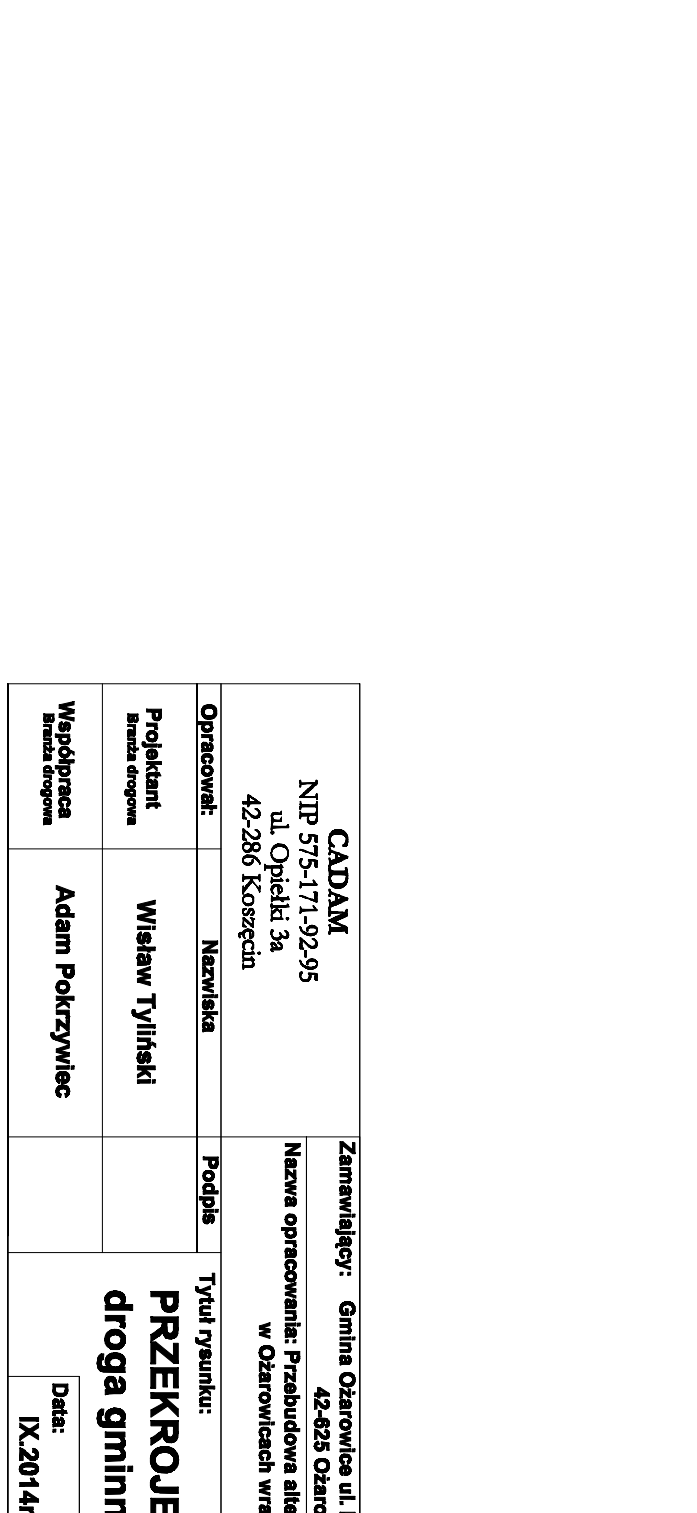 CADAM
NIP 575-171-92-95
ul. Opiełki 3a
42-286 Koszęcin
Zamawiający: Gmina Ożarowice ul.
42-625 Ożaro
Nazwa opracowania: Przebudowa alte
w Ożarowicach wra
Opracował:
Nazwiska
Podpis
Tytuł rysunku:
Projektant
Branża drogowa
Wisław Tyliński
PRZEKROJE
droga gminn
Współpraca
Branża drogowa
Adam Pokrzywiec
Data:
IX.2014r